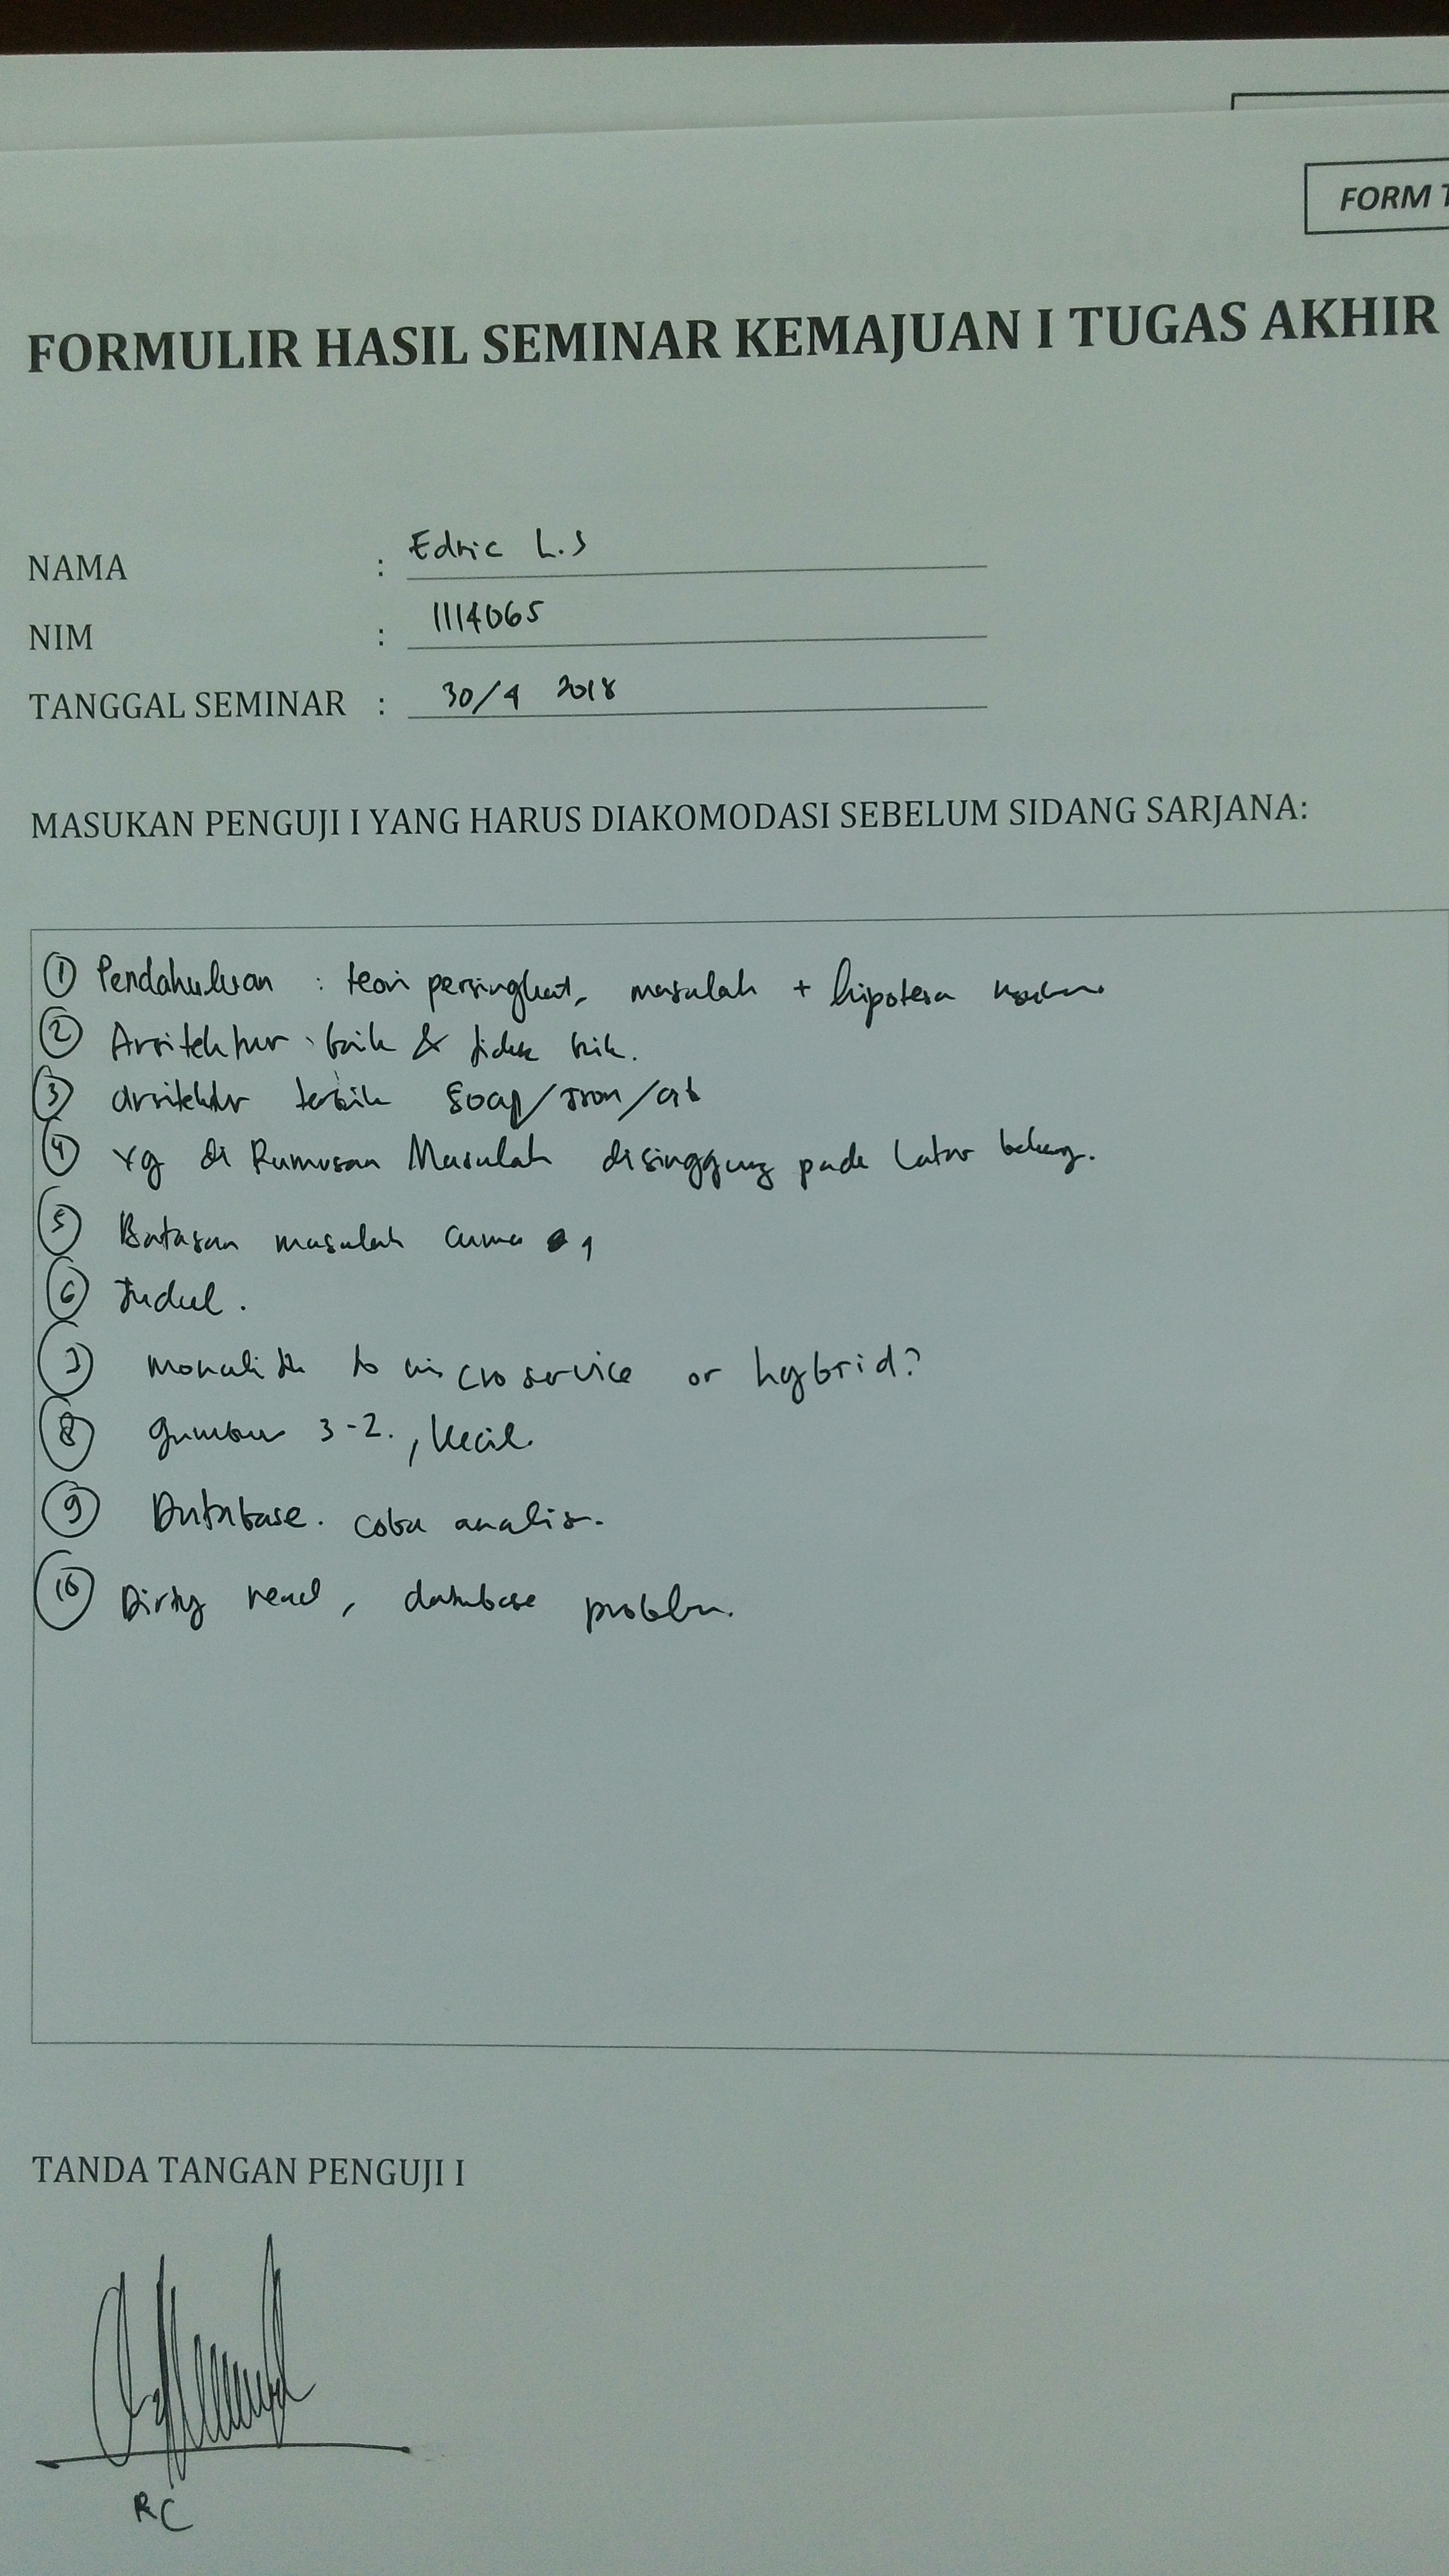 FORM T
FORMULIR HASIL SEMINAR KEMAJUAN I TUGAS AKHIR
NAMA : Edric L.S
NIM : 1114065
TANGGAL SEMINAR : 30/4 2018
MASUKAN PENGUJI I YANG HARUS DIAKOMODASI SEBELUM SIDANG SARJANA:
① Pendahuluan : teori persingkat, masalah + hipotesa
② Arsitektur : baik & tidak baik.
③ arsitektur terbaik Soap/Json/
④ Yg di Rumusan Masalah disinggung pada Latar belakang.
⑤ Batasan masalah cuma 1
⑥ Judul.
⑦ monolith to microservice or hybrid?
⑧ gambar 3-2., kecil.
⑨ Database. coba analisa.
⑩ Dirty read, database problem.
TANDA TANGAN PENGUJI I
RC